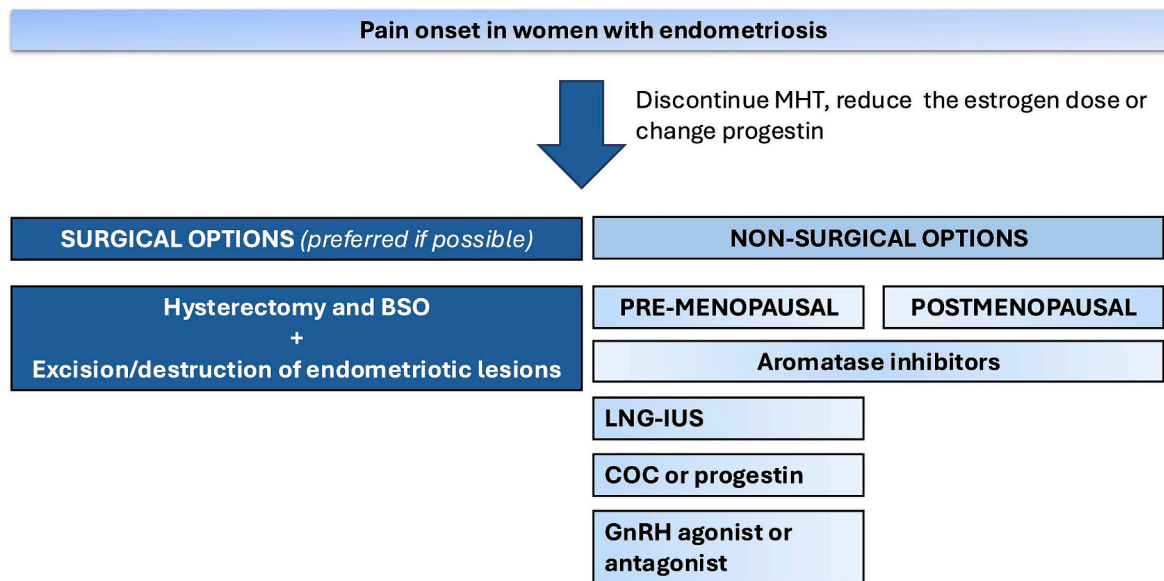 Pain onset in women with endometriosis
Discontinue MHT, reduce the estrogen dose or
change progestin
SURGICAL OPTIONS (preferred if possible)
NON-SURGICAL OPTIONS
Hysterectomy and BSO
+
Excision/destruction of endometriotic lesions
PRE-MENOPAUSAL
POSTMENOPAUSAL
Aromatase inhibitors
LNG-IUS
COC or progestin
GnRH agonist or
antagonist